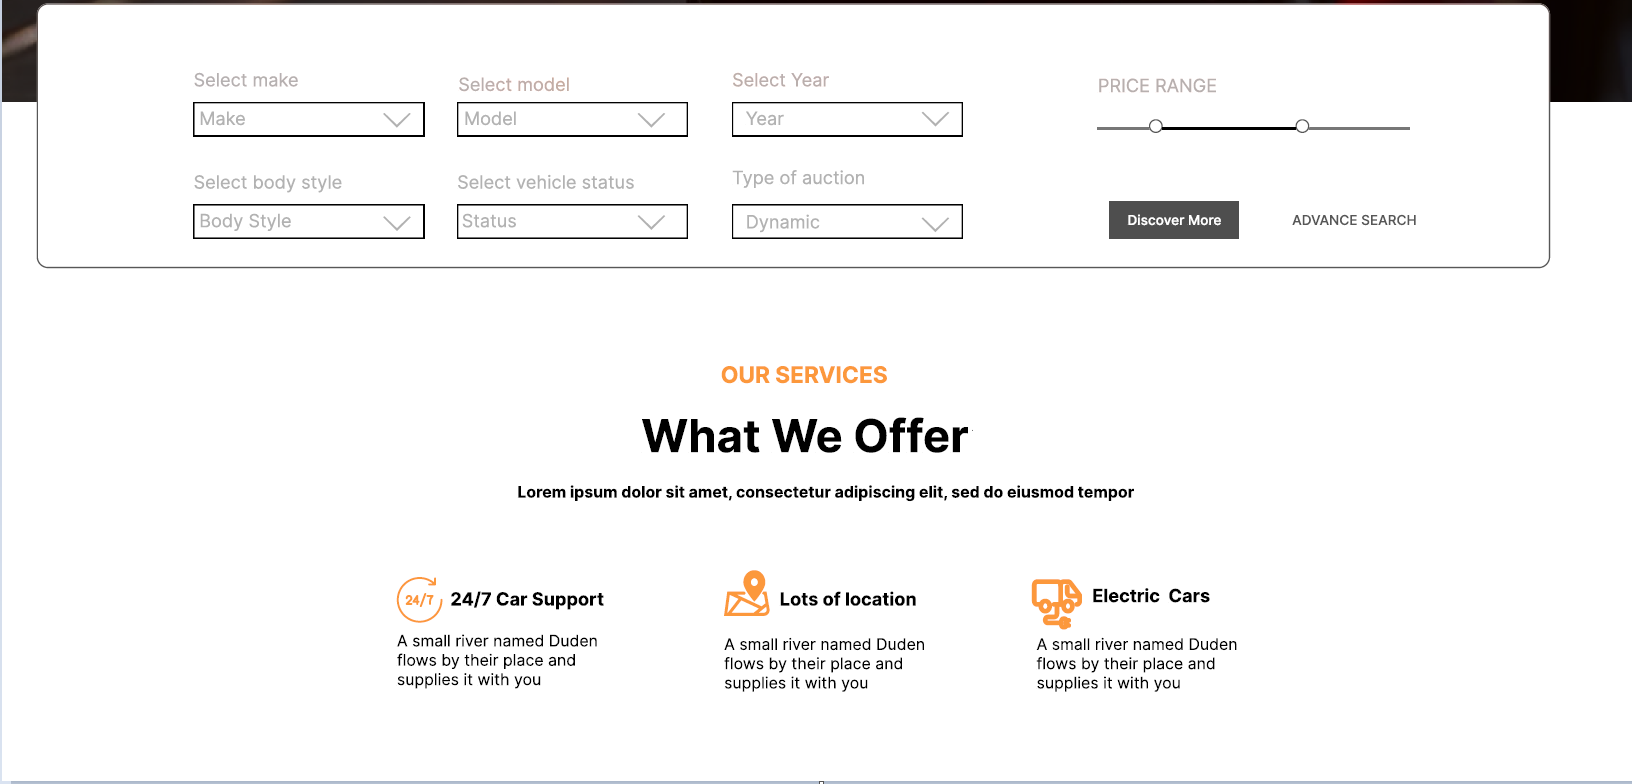 Select make
Select model
Select Year
PRICE RANGE
Make
Model
Year
Select body style
Select vehicle status
Type of auction
Body Style
Status
Dynamic
Discover More
ADVANCE SEARCH
OUR SERVICES
What We Offer
Lorem ipsum dolor sit amet, consectetur adipiscing elit, sed do eiusmod tempor
24/7
24/7 Car Support
A small river named Duden
flows by their place and
supplies it with you
Lots of location
A small river named Duden
flows by their place and
supplies it with you
Electric Cars
A small river named Duden
flows by their place and
supplies it with you